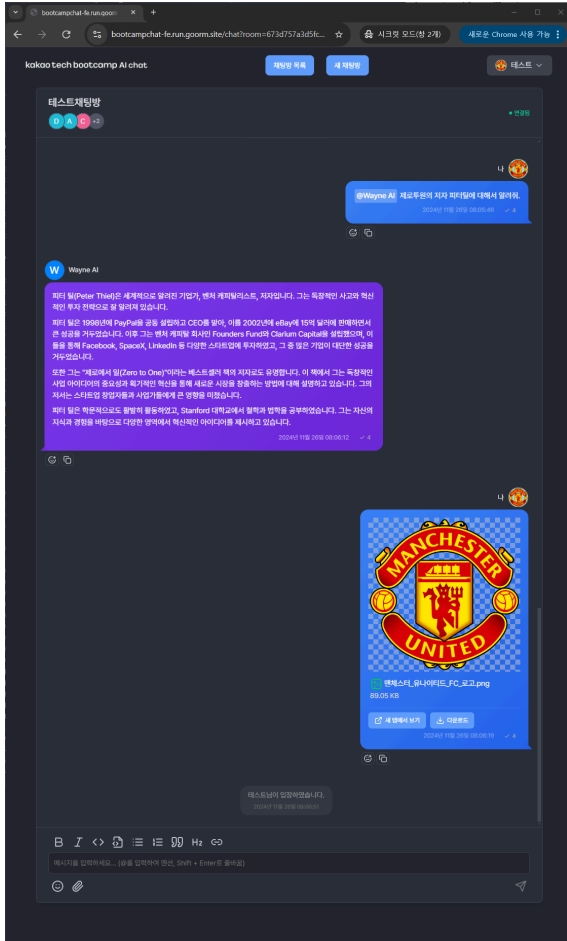 bootcampchat-fe.run.goorm
bootcampchat-fe.run.goorm.site/chat?room=673d757a3d5fc...
시크릿 모드(창 2개)
새로운 Chrome 사용 가능
kakao tech bootcamp AI chat.
채팅방 목록
새 채팅방
테스트
테스트채팅방
D A C +3
연결됨
나
@Wayne AI 제로투원의 저자 피터틸에 대해서 알려줘.
2024년 11월 26일 08:05:46 4
W Wayne AI
피터 틸(Peter Thiel)은 세계적으로 알려진 기업가, 벤처 캐피탈리스트, 저자입니다. 그는 독창적인 사고와 혁신
적인 투자 전략으로 잘 알려져 있습니다.
피터 틸은 1998년에 PayPal을 공동 설립하고 CEO를 맡아, 이를 2002년에 eBay에 15억 달러에 판매하면서
큰 성공을 거두었습니다. 이후 그는 벤처 캐피탈 회사인 Founders Fund와 Clarium Capital을 설립했으며, 이
들을 통해 Facebook, SpaceX, LinkedIn 등 다양한 스타트업에 투자하였고, 그 중 많은 기업이 대단한 성공을
거두었습니다.
또한 그는 "제로에서 일(Zero to One)"이라는 베스트셀러 책의 저자로도 유명합니다. 이 책에서 그는 독창적인
사업 아이디어의 중요성과 획기적인 혁신을 통해 새로운 시장을 창출하는 방법에 대해 설명하고 있습니다. 그의
저서는 스타트업 창업자들과 사업가들에게 큰 영향을 미쳤습니다.
피터 틸은 학문적으로도 활발히 활동하였고, Stanford 대학교에서 철학과 법학을 공부하였습니다. 그는 자신의
지식과 경험을 바탕으로 다양한 영역에서 혁신적인 아이디어를 제시하고 있습니다.
2024년 11월 26일 08:06:12 4
나
MANCHESTER
UNITED
맨체스터_유나이티드_FC_로고.png
89.05 KB
새 탭에서 보기
다운로드
2024년 11월 26일 08:06:19 4
테스트님이 입장하였습니다.
B I H2
메시지를 입력하세요... (@를 입력하여 멘션, Shift + Enter로 줄바꿈)